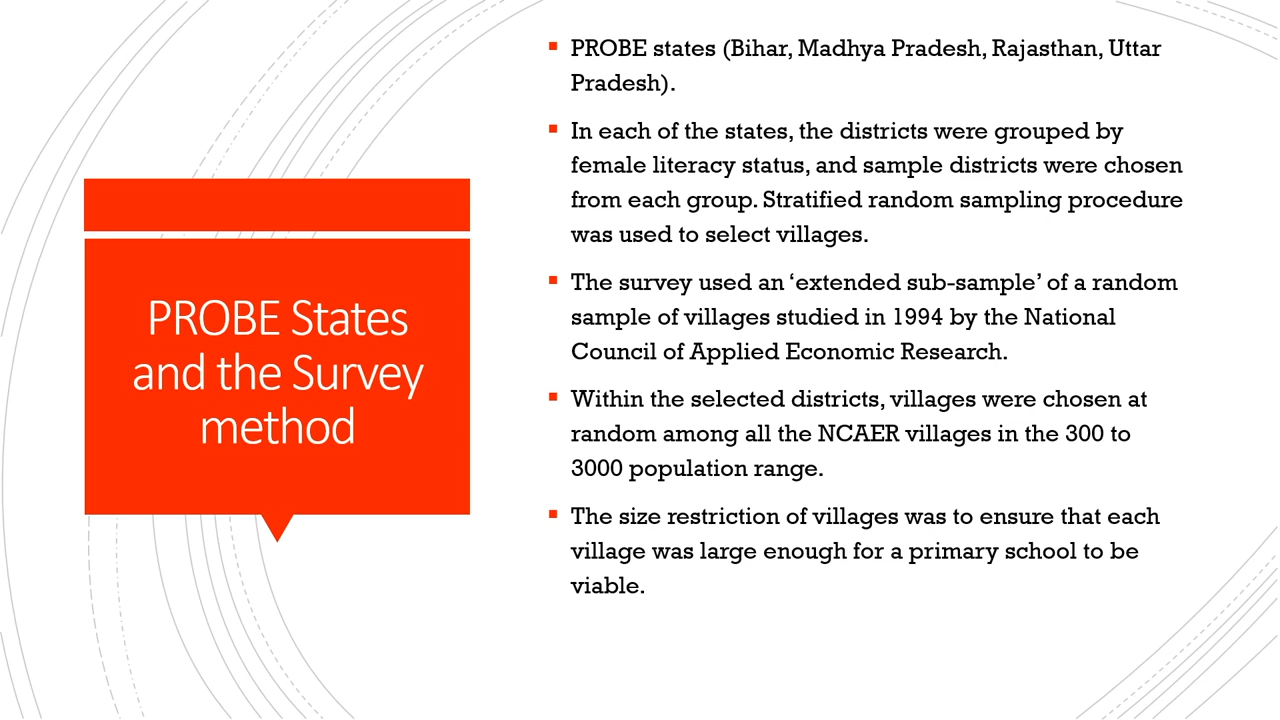 PROBE States
and the Survey
method
PROBE states (Bihar, Madhya Pradesh, Rajasthan, Uttar
Pradesh).
In each of the states, the districts were grouped by
female literacy status, and sample districts were chosen
from each group. Stratified random sampling procedure
was used to select villages.
The survey used an ‘extended sub-sample’ of a random
sample of villages studied in 1994 by the National
Council of Applied Economic Research.
Within the selected districts, villages were chosen at
random among all the NCAER villages in the 300 to
3000 population range.
The size restriction of villages was to ensure that each
village was large enough for a primary school to be
viable.